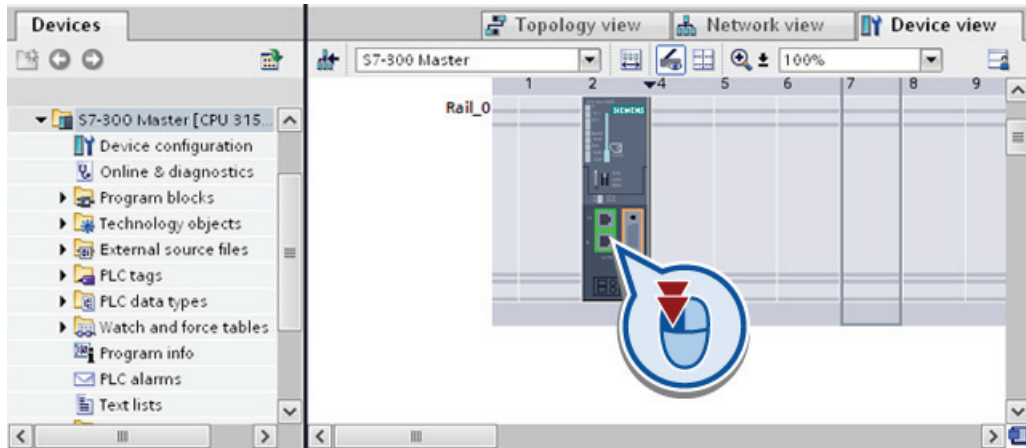 Devices
Topology view
Network view
Device view
S7-300 Master
100%
1 2 4 5 6 7 8 9
Rail_0
SIEMENS
S7-300 Master [CPU 315...
Device configuration
Online & diagnostics
Program blocks
Technology objects
External source files
PLC tags
PLC data types
Watch and force tables
Program info
PLC alarms
Text lists